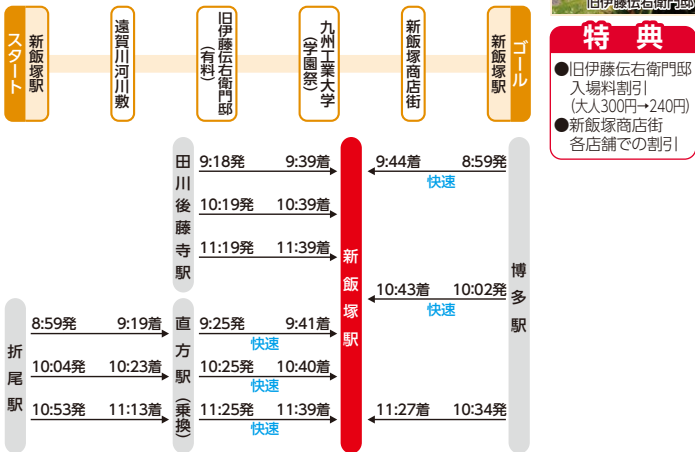 スタート
新飯塚駅
遠賀川河川敷
旧伊藤伝右衛門邸
(有料)
九州工業大学
(学園祭)
新飯塚商店街
新飯塚駅
ゴール
旧伊藤伝右衛門邸
特典
●旧伊藤伝右衛門邸
入場料割引
(大人300円→240円)
●新飯塚商店街
各店舗での割引
田川後藤寺駅
9:18発 9:39着
10:19発 10:39着
11:19発 11:39着
新飯塚駅
9:44着 8:59発
快速
10:43着 10:02発
快速
11:27着 10:34発
博多駅
折尾駅
8:59発 9:19着
10:04発 10:23着
10:53発 11:13着
直方駅(乗換)
9:25発 9:41着
快速
10:25発 10:40着
快速
11:25発 11:39着
快速